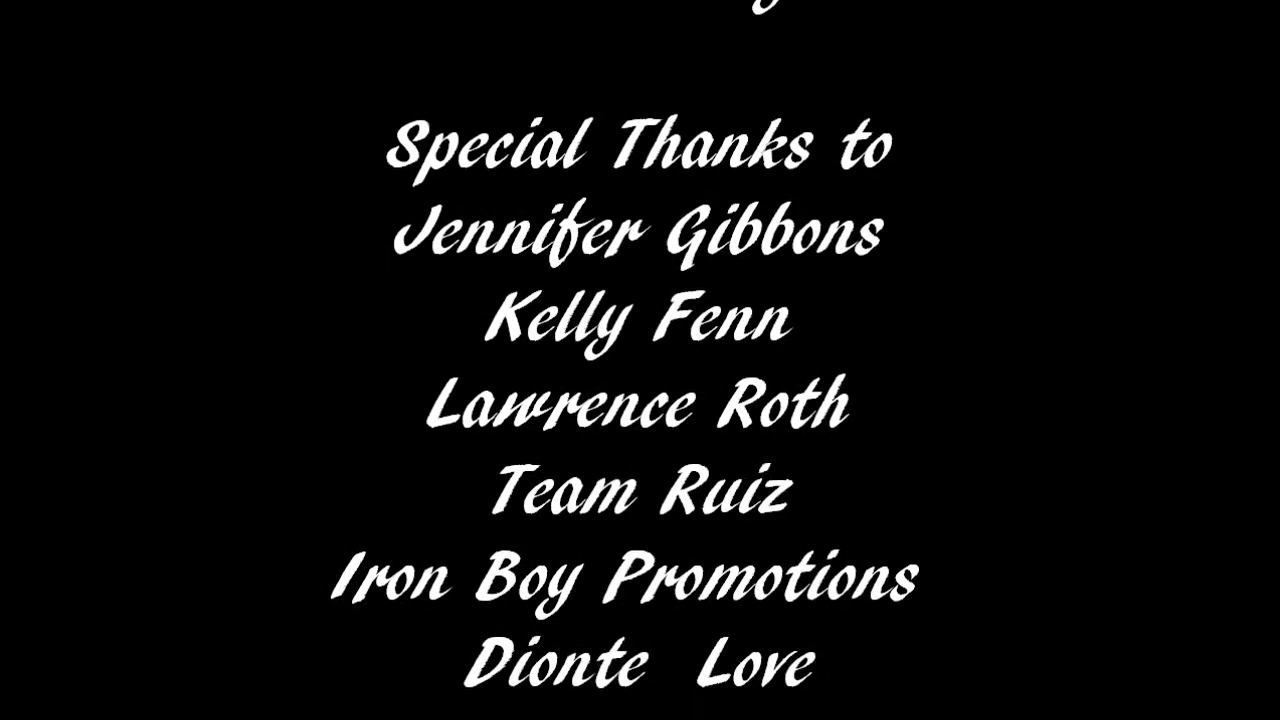 Special Thanks to
Jennifer Gibbons
Kelly Fenn
Lawrence Roth
Team Ruiz
Iron Boy Promotions
Dionte Love